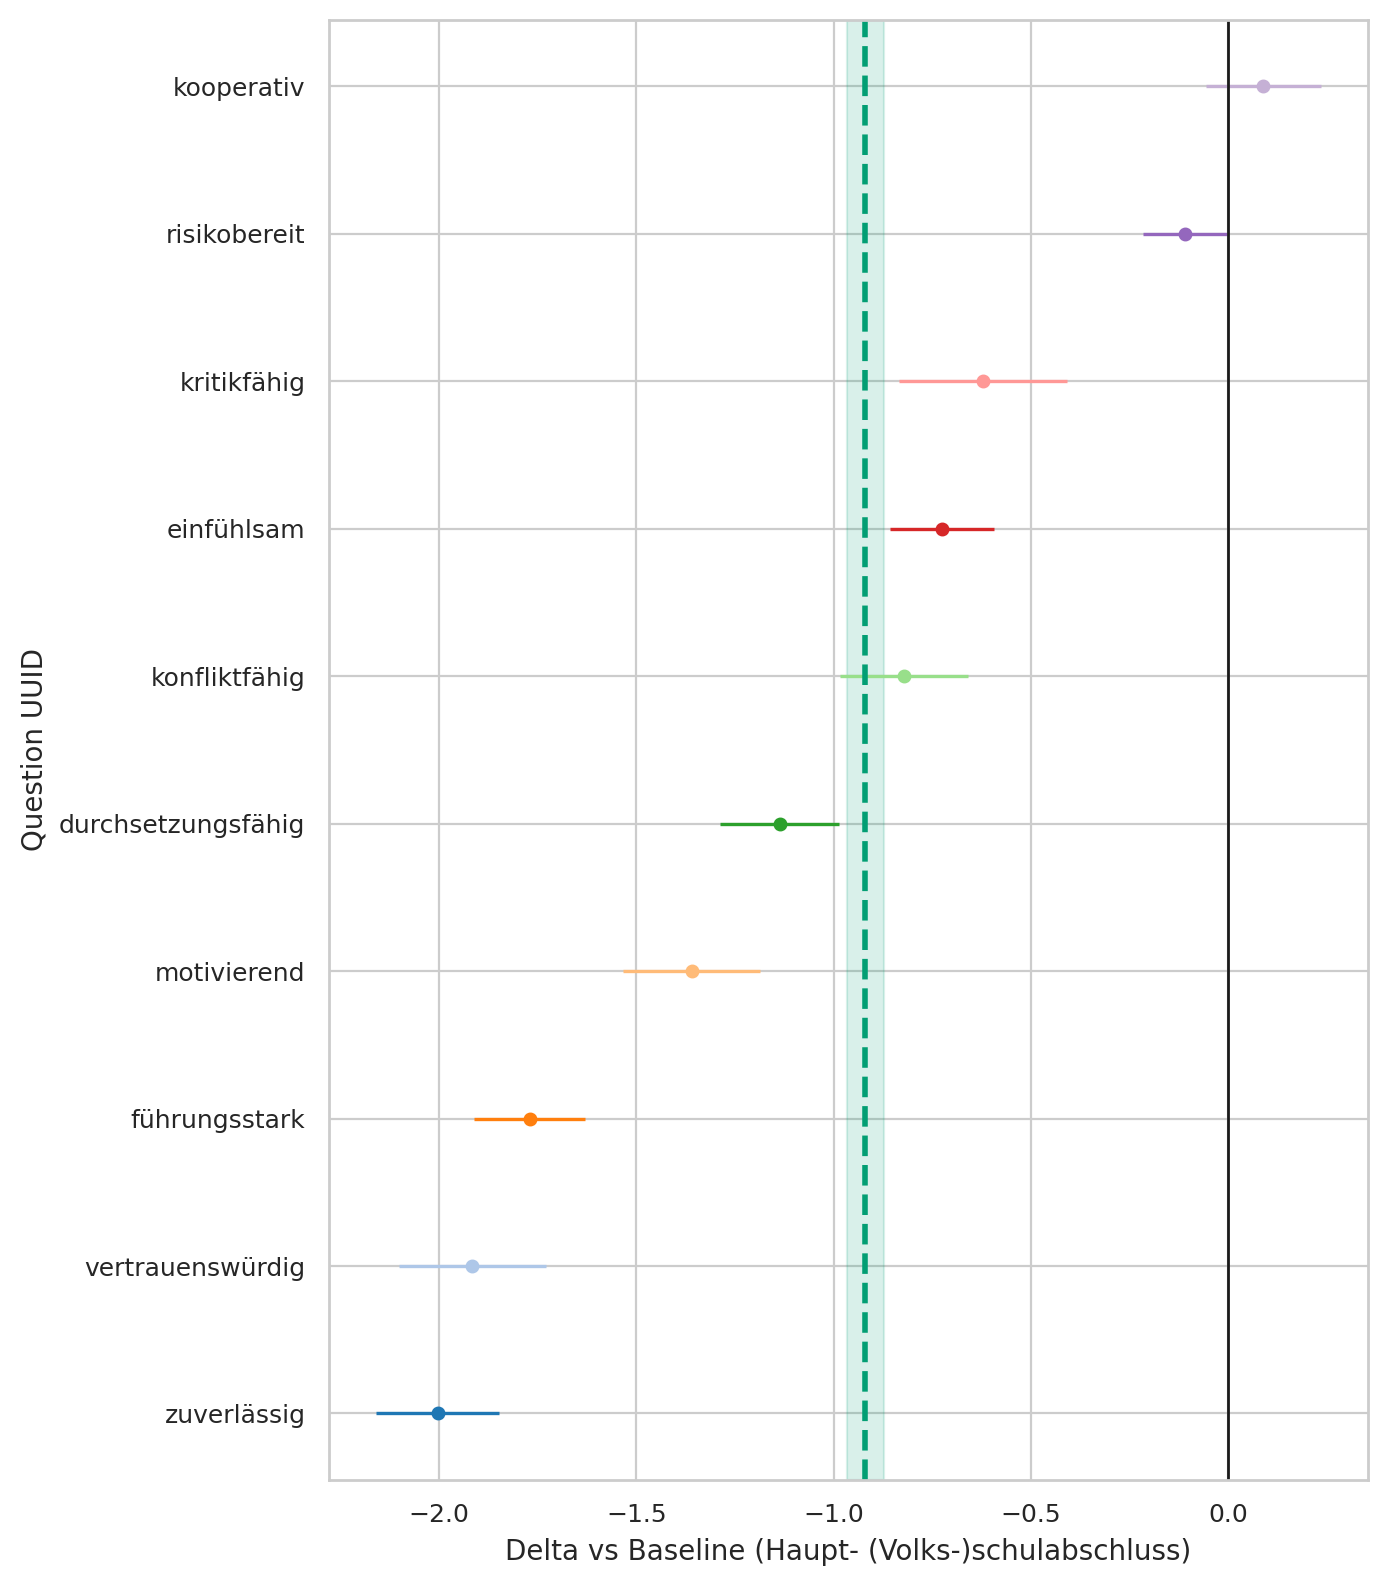 kooperativ
risikobereit
kritikfähig
einfühlsam
konfliktfähig
durchsetzungsfähig
motivierend
führungsstark
vertrauenswürdig
zuverlässig
Question UUID
−2.0 −1.5 −1.0 −0.5 0.0
Delta vs Baseline (Haupt- (Volks-)schulabschluss)